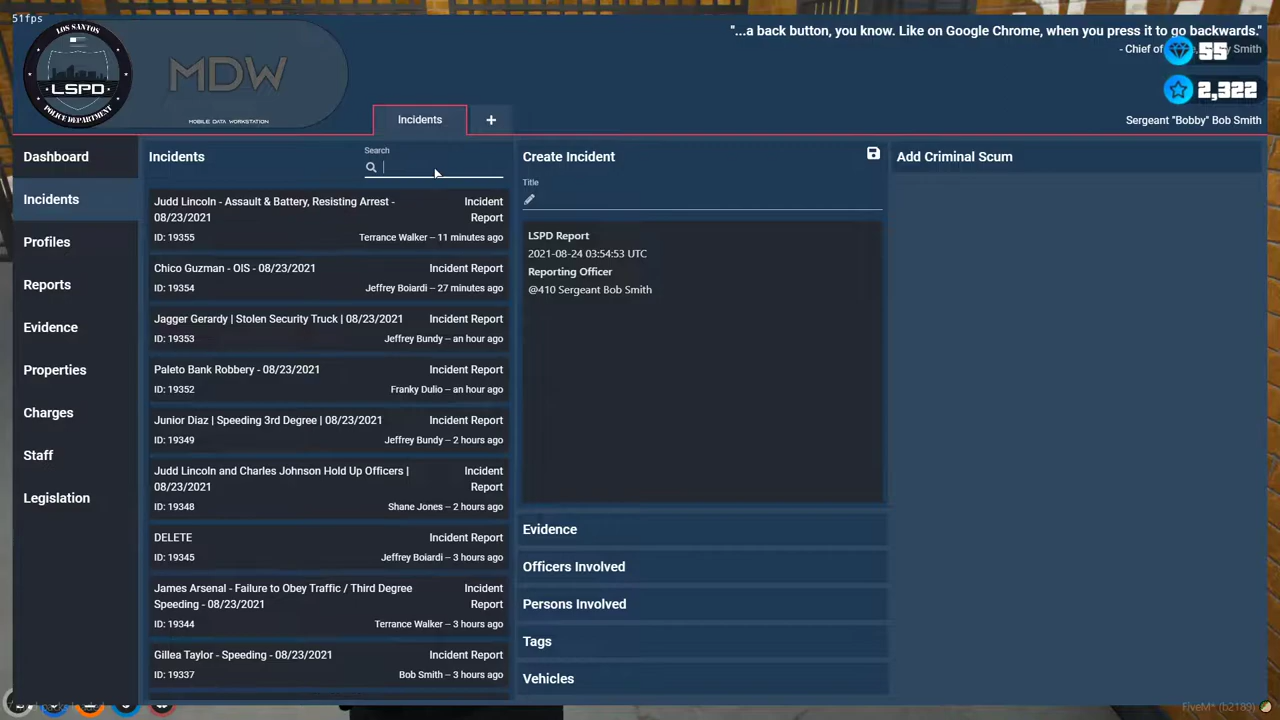 51fps
LOS SANTOS
LSPD
POLICE DEPARTMENT
MDW
MOBILE DATA WORKSTATION
"...a back button, you know. Like on Google Chrome, when you press it to go backwards."
- Chief of Smith
55
2,322
Sergeant "Bobby" Bob Smith
Incidents
+
Dashboard
Incidents
Profiles
Reports
Evidence
Properties
Charges
Staff
Legislation
Incidents
Search
Judd Lincoln - Assault & Battery, Resisting Arrest - Incident
08/23/2021 Report
ID: 19355 Terrance Walker – 11 minutes ago
Chico Guzman - OIS - 08/23/2021 Incident Report
ID: 19354 Jeffrey Boiardi – 27 minutes ago
Jagger Gerardy | Stolen Security Truck | 08/23/2021 Incident Report
ID: 19353 Jeffrey Bundy – an hour ago
Paleto Bank Robbery - 08/23/2021 Incident Report
ID: 19352 Franky Dulio – an hour ago
Junior Diaz | Speeding 3rd Degree | 08/23/2021 Incident Report
ID: 19349 Jeffrey Bundy – 2 hours ago
Judd Lincoln and Charles Johnson Hold Up Officers | Incident
08/23/2021 Report
ID: 19348 Shane Jones – 2 hours ago
DELETE Incident Report
ID: 19345 Jeffrey Boiardi – 3 hours ago
James Arsenal - Failure to Obey Traffic / Third Degree Incident
Speeding - 08/23/2021 Report
ID: 19344 Terrance Walker – 3 hours ago
Gillea Taylor - Speeding - 08/23/2021 Incident Report
ID: 19337 Bob Smith – 3 hours ago
Create Incident
Title
LSPD Report
2021-08-24 03:54:53 UTC
Reporting Officer
@410 Sergeant Bob Smith
Evidence
Officers Involved
Persons Involved
Tags
Vehicles
Add Criminal Scum
FiveM* (b2189)